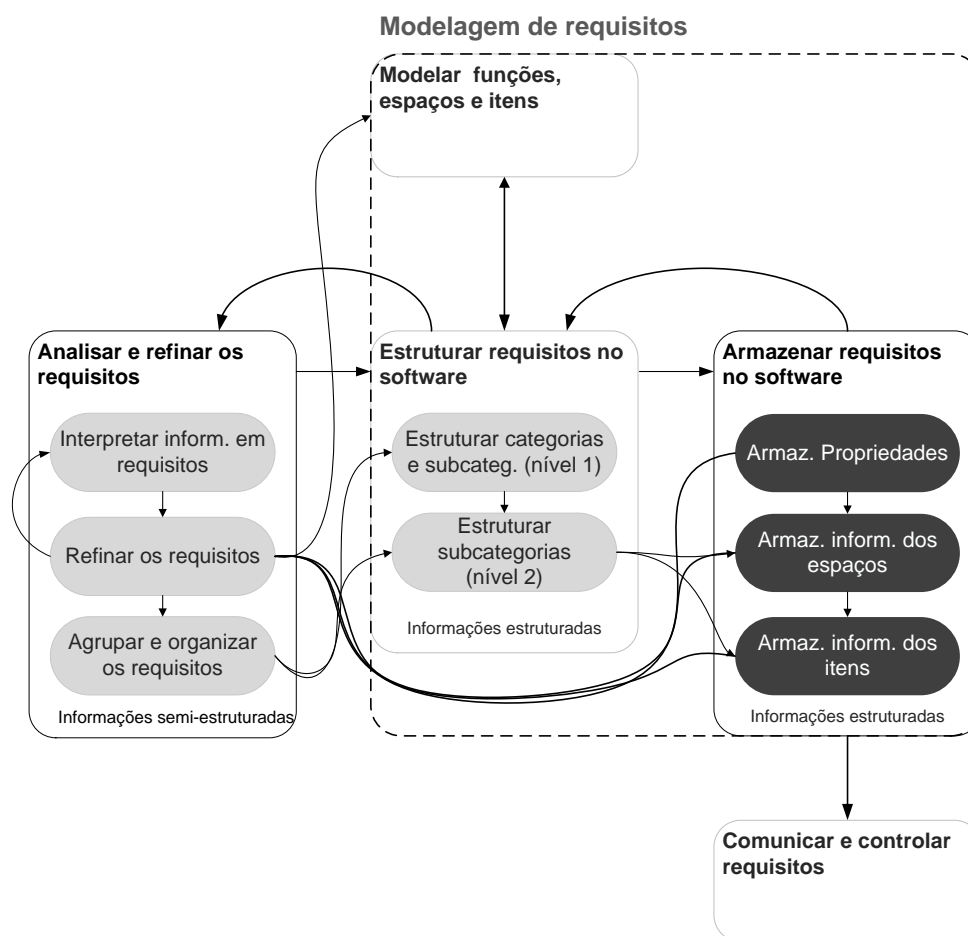 Modelagem de requisitos
Modelar funções,
espaços e itens
Analisar e refinar os
requisitos
Interpretar inform. em
requisitos
Refinar os requisitos
Agrupar e organizar
os requisitos
Informações semi-estruturadas
Estruturar requisitos no
software
Estruturar categorias
e subcateg. (nível 1)
Estruturar
subcategorias
(nível 2)
Informações estruturadas
Armazenar requisitos
no software
Armaz. Propriedades
Armaz. inform. dos
espaços
Armaz. inform. dos
itens
Informações estruturadas
Comunicar e controlar
requisitos